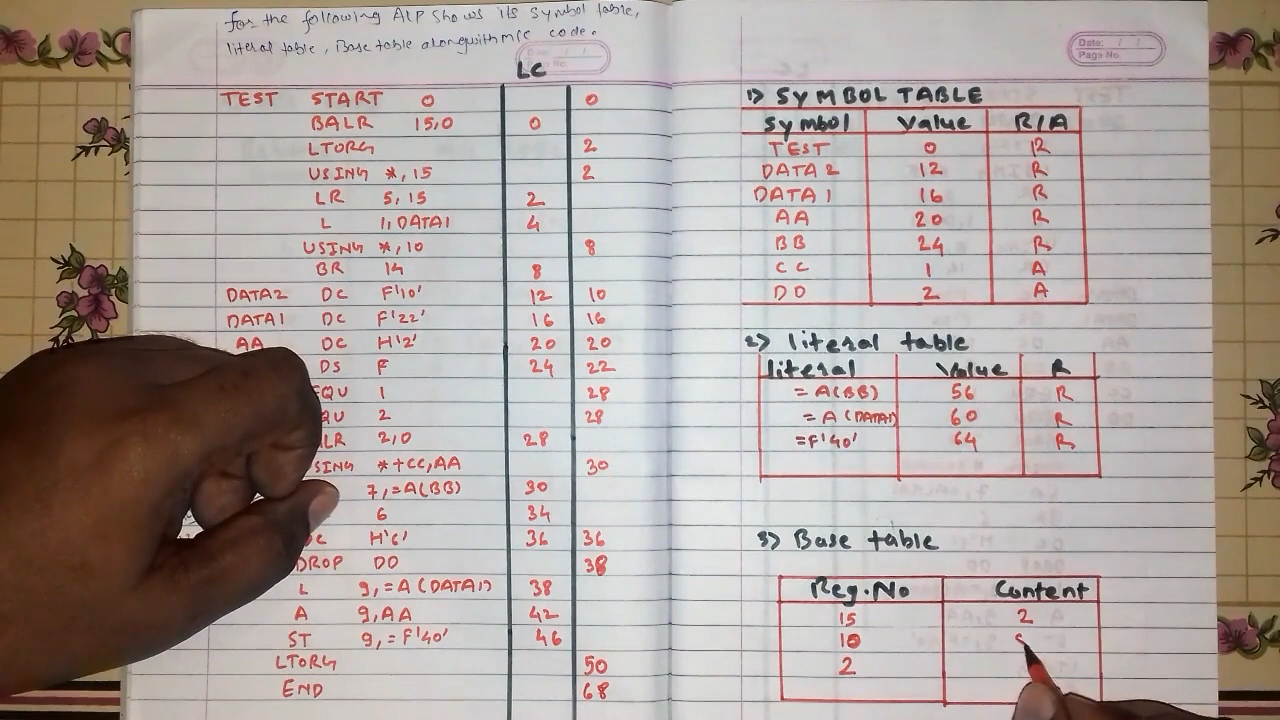 for the following ALP shows its symbol table,
literal table, Base table alongwith M/C code.
LC
TEST START 0 0
BALR 15,0 0
LTORG 2
USING *,15 2
LR 5,15 2
L 1,DATA1 4
USING *,10 8
BR 14 8
DATA2 DC F'10' 12 10
DATA1 DC F'22' 16 16
AA DC H'2' 20 20
DS F 24 22
EQU 1 28
QU 2 28
LR 2,0 28
SING *+CC,AA 30
7,=A(BB) 30
6 34
DC H'C' 36 36
DROP DD 38
L 9,=A(DATA1) 38
A 9,AA 42
ST 9,=F'40' 46
LTORG 50
END 68
Date: / /
Page No.
1> SYMBOL TABLE
Symbol Value R/A
TEST 0 R
DATA2 12 R
DATA1 16 R
AA 20 R
BB 24 R
CC 1 A
DD 2 A
2> literal table
literal Value R
=A(BB) 56 R
=A(DATA1) 60 R
=F'40' 64 R
3> Base table
Reg.No Content
15 2
10
2